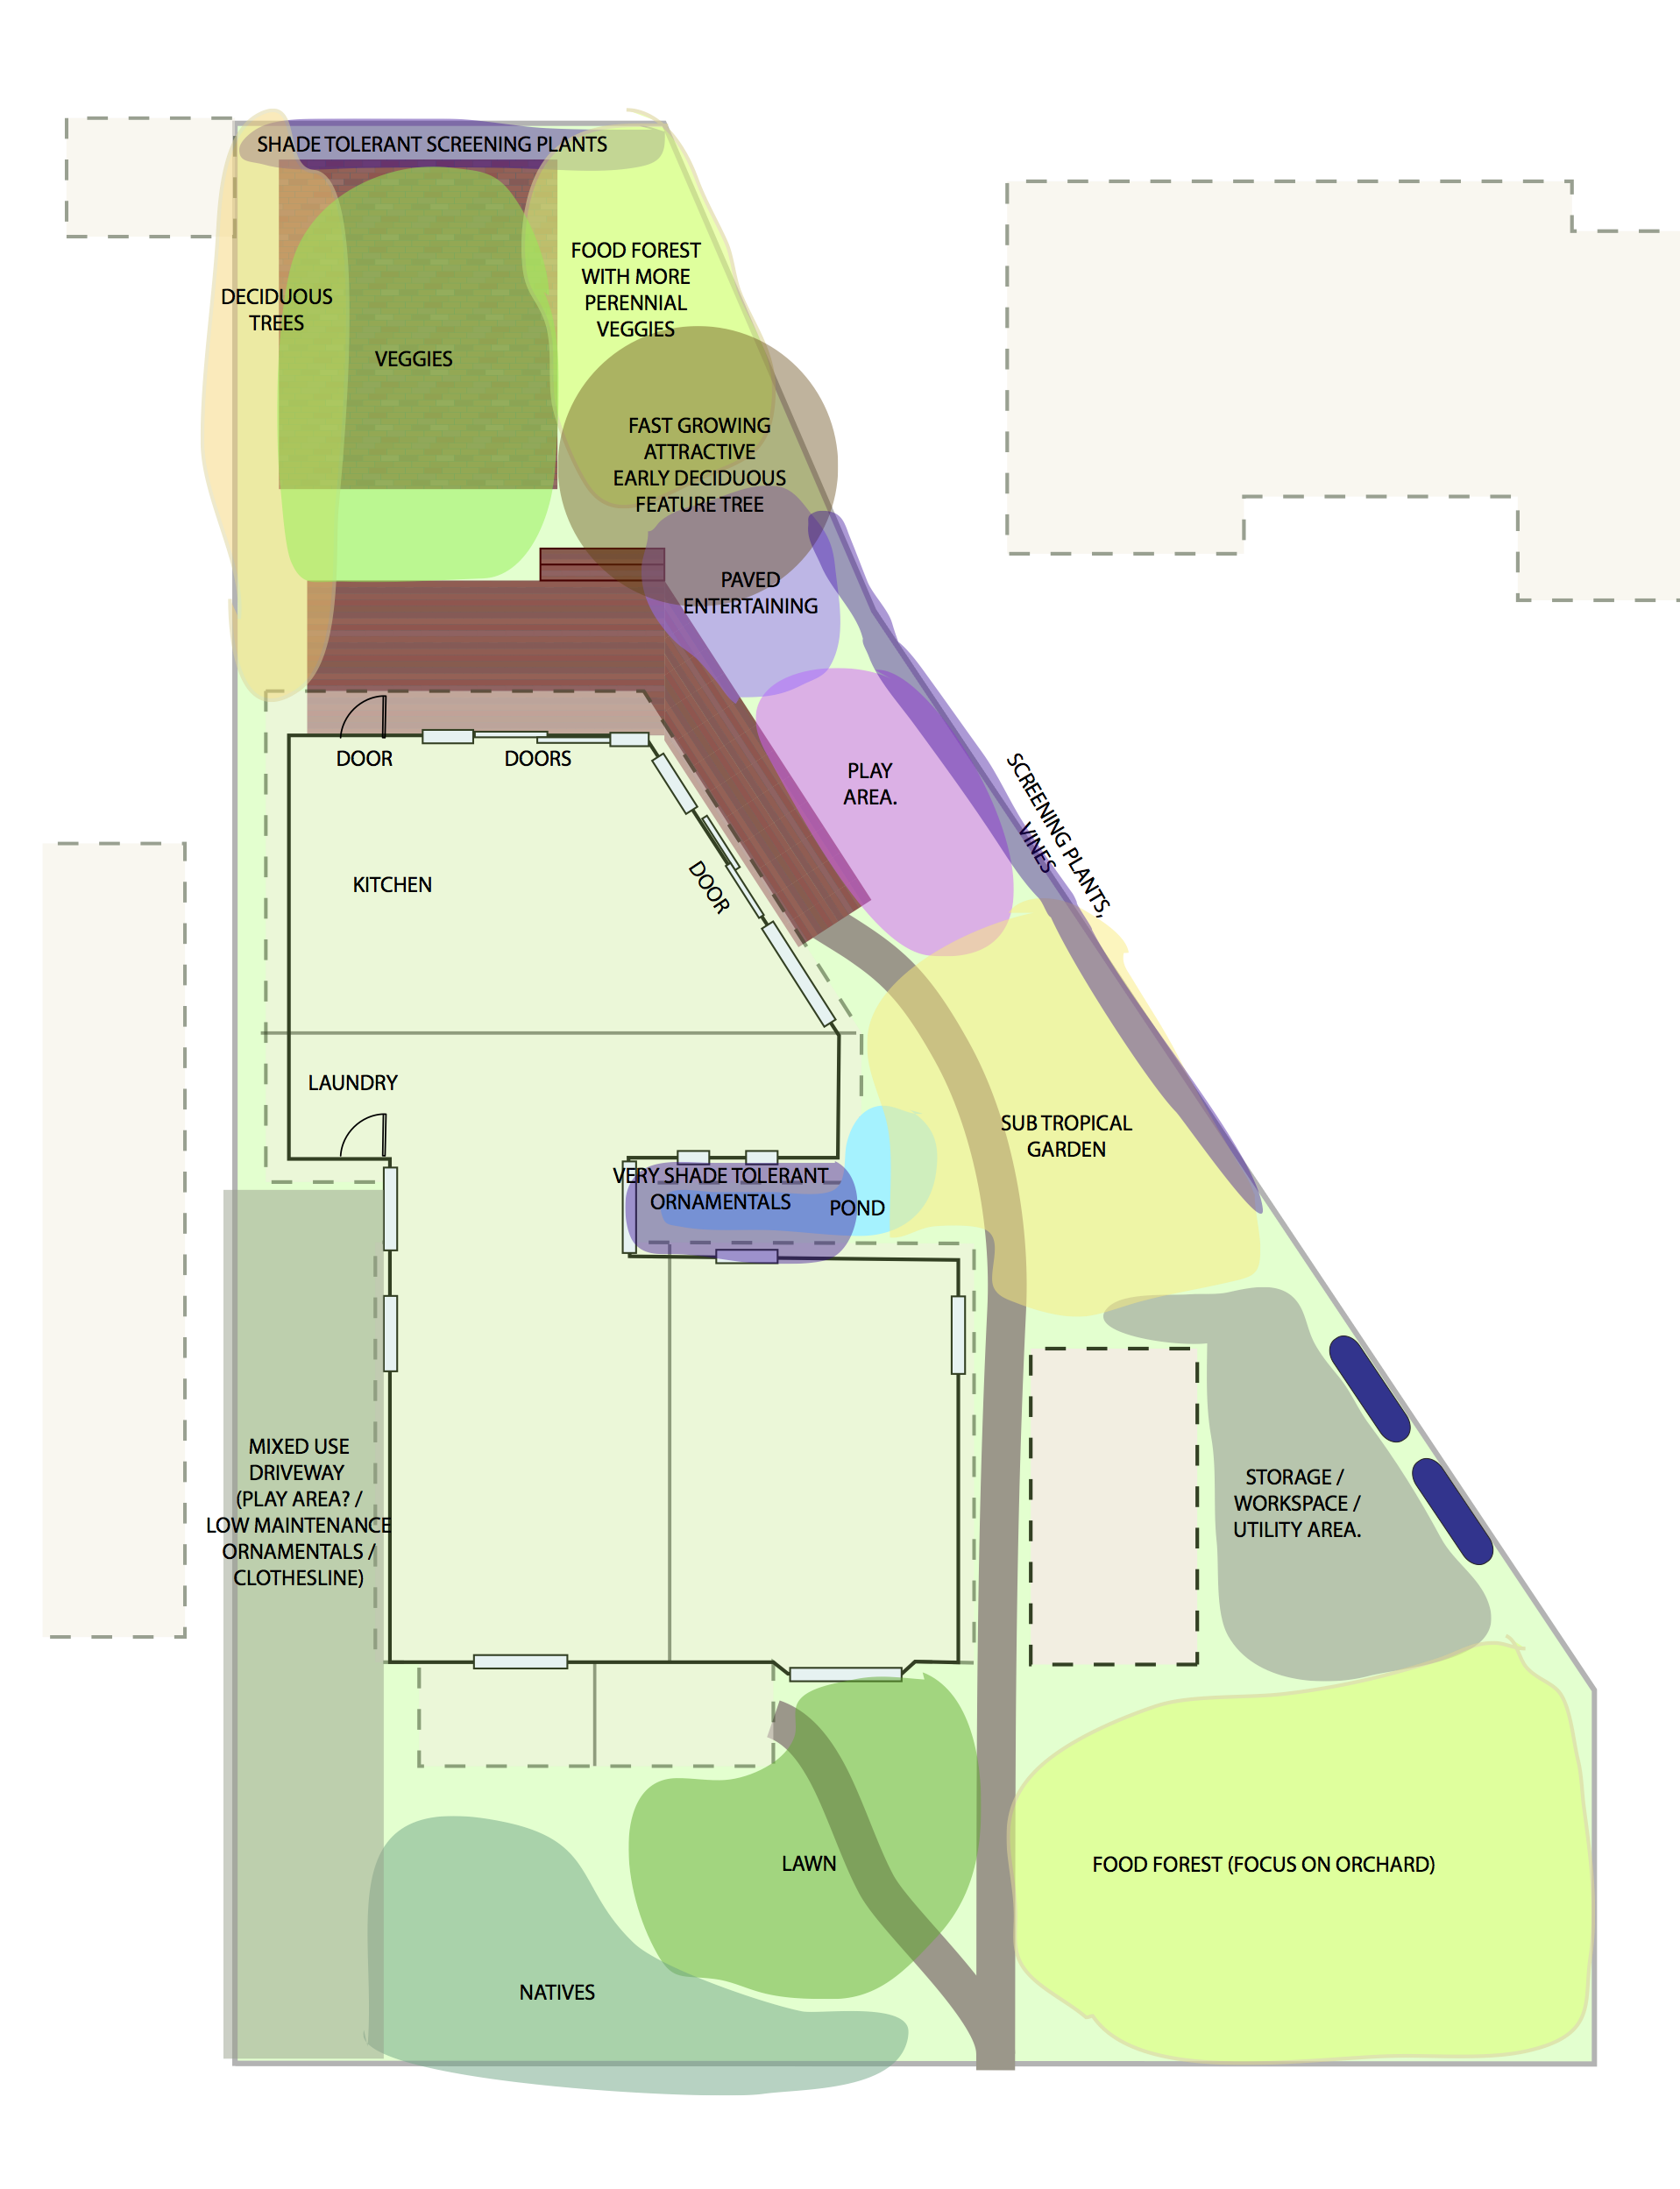 SHADE TOLERANT SCREENING PLANTS
FOOD FOREST
WITH MORE
PERENNIAL
VEGGIES
DECIDUOUS
TREES
VEGGIES
FAST GROWING
ATTRACTIVE
EARLY DECIDUOUS
FEATURE TREE
PAVED
ENTERTAINING
DOOR
DOORS
PLAY
AREA.
SCREENING PLANTS,
VINES
KITCHEN
DOOR
LAUNDRY
SUB TROPICAL
GARDEN
VERY SHADE TOLERANT
ORNAMENTALS
POND
MIXED USE
DRIVEWAY
(PLAY AREA? /
LOW MAINTENANCE
ORNAMENTALS /
CLOTHESLINE)
STORAGE /
WORKSPACE /
UTILITY AREA.
LAWN
FOOD FOREST (FOCUS ON ORCHARD)
NATIVES